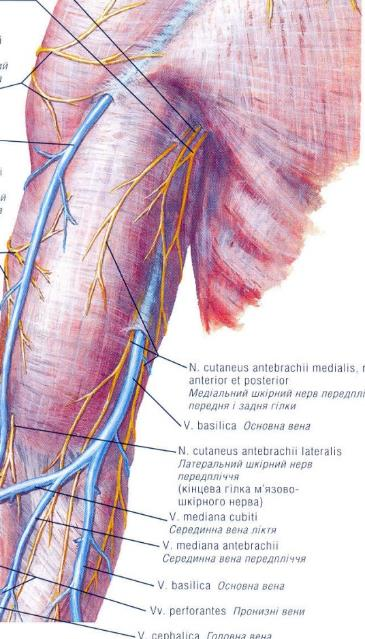 N. cutaneus antebrachii medialis, r
anterior et posterior
Медіальний шкірний нерв передплі
передня і задня гілки
V. basilica Основна вена
N. cutaneus antebrachii lateralis
Латеральний шкірний нерв
передпліччя
(кінцева гілка м'язово-
шкірного нерва)
V. mediana cubiti
Серединна вена ліктя
V. mediana antebrachii
Серединна вена передпліччя
V. basilica Основна вена
Vv. perforantes Пронизні вени
V. cephalica Головна вена